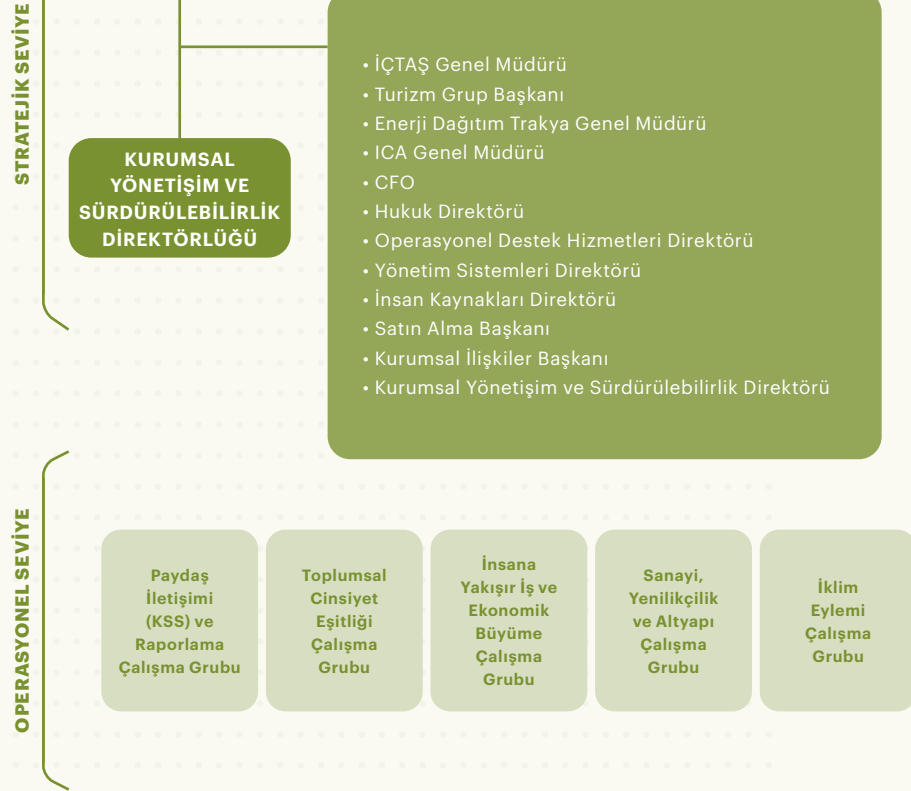 STRATEJİK SEVİYE
KURUMSAL
YÖNETİŞİM VE
SÜRDÜRÜLEBİLİRLİK
DİREKTÖRLÜĞÜ
• İÇTAŞ Genel Müdürü
• Turizm Grup Başkanı
• Enerji Dağıtım Trakya Genel Müdürü
• ICA Genel Müdürü
• CFO
• Hukuk Direktörü
• Operasyonel Destek Hizmetleri Direktörü
• Yönetim Sistemleri Direktörü
• İnsan Kaynakları Direktörü
• Satın Alma Başkanı
• Kurumsal İlişkiler Başkanı
• Kurumsal Yönetişim ve Sürdürülebilirlik Direktörü
OPERASYONEL SEVİYE
Paydaş
İletişimi
(KSS) ve
Raporlama
Çalışma Grubu
Toplumsal
Cinsiyet
Eşitliği
Çalışma
Grubu
İnsana
Yakışır İş ve
Ekonomik
Büyüme
Çalışma
Grubu
Sanayi,
Yenilikçilik
ve Altyapı
Çalışma
Grubu
İklim
Eylemi
Çalışma
Grubu